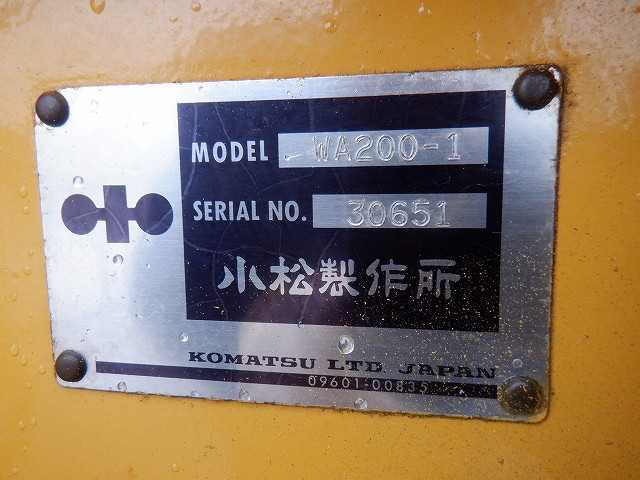 MODEL WA200-1
SERIAL NO. 30651
小松製作所
KOMATSU LTD JAPAN
09601-00835